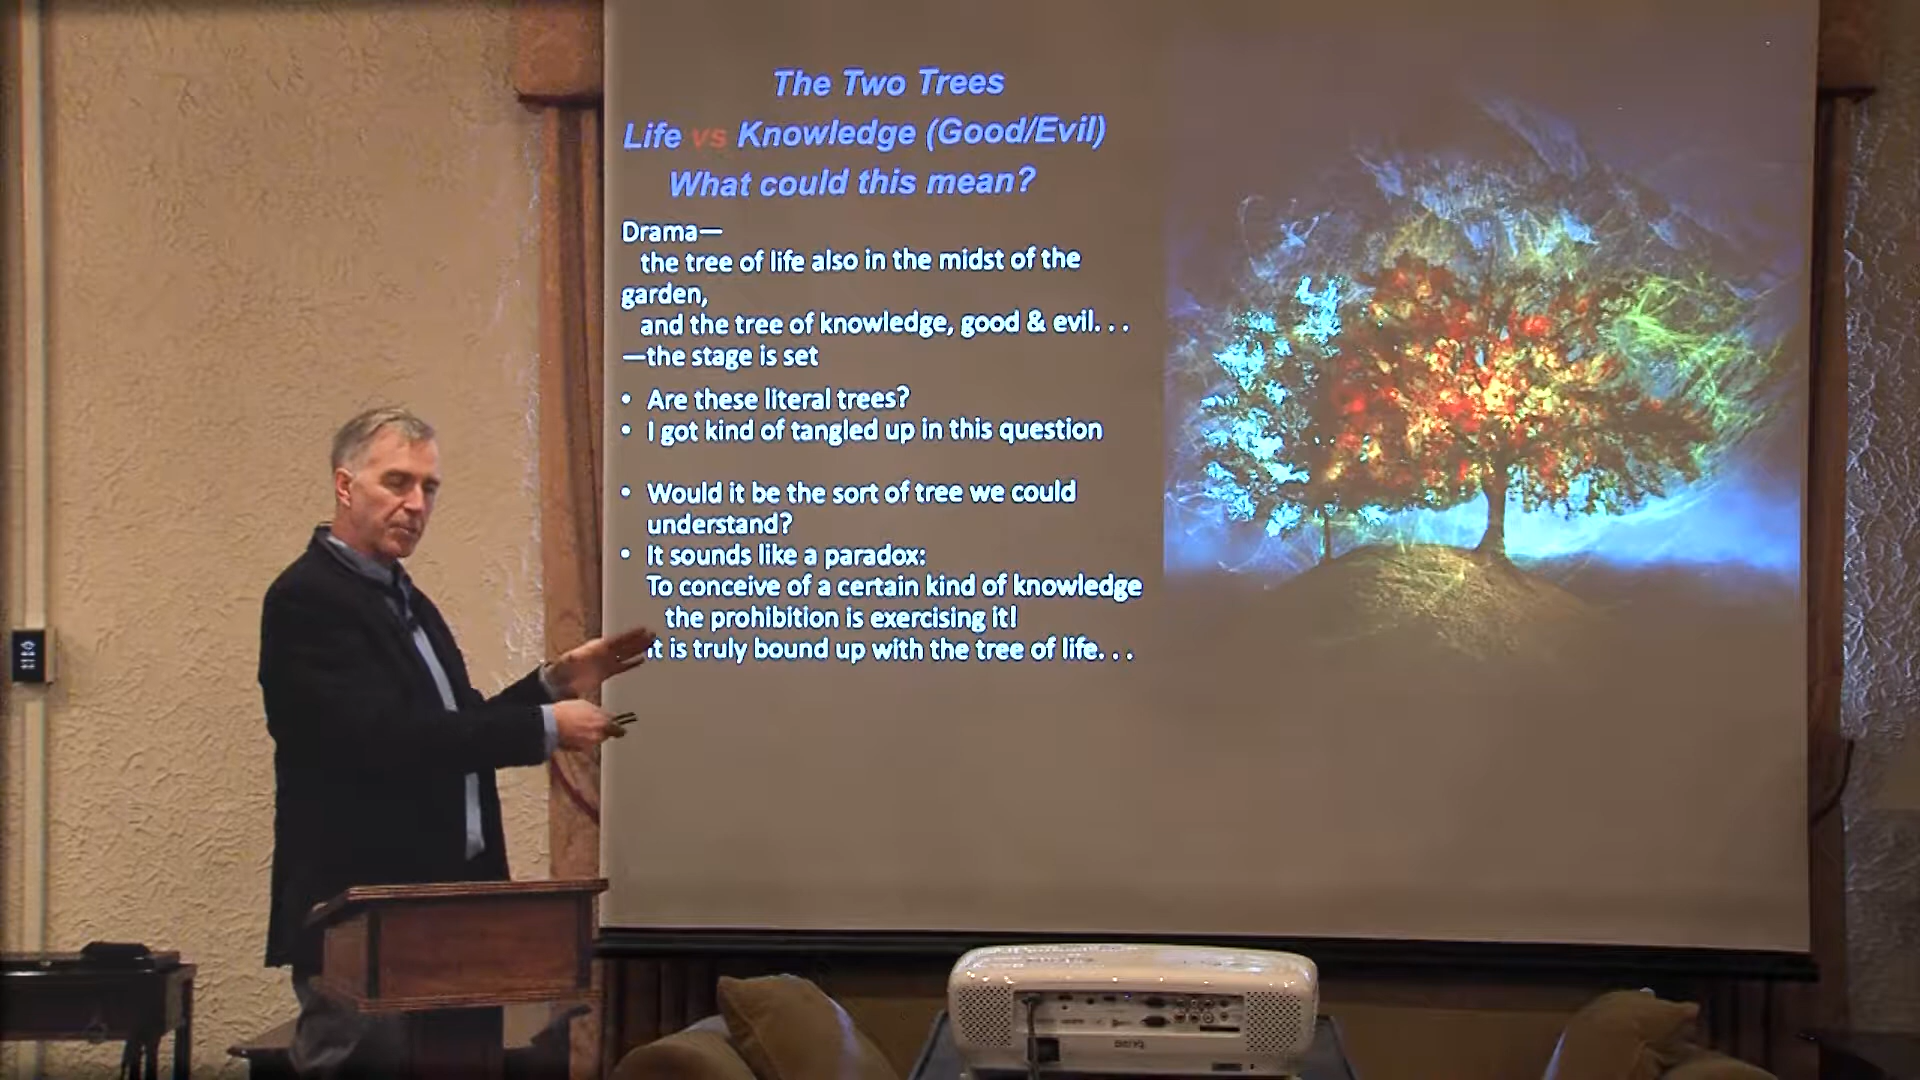 The Two Trees
Life vs Knowledge (Good/Evil)
What could this mean?
Drama—
the tree of life also in the midst of the
garden,
and the tree of knowledge, good & evil. . .
—the stage is set
• Are these literal trees?
• I got kind of tangled up in this question
• Would it be the sort of tree we could
understand?
• It sounds like a paradox:
To conceive of a certain kind of knowledge
the prohibition is exercising it!
it is truly bound up with the tree of life. . .
BenQ